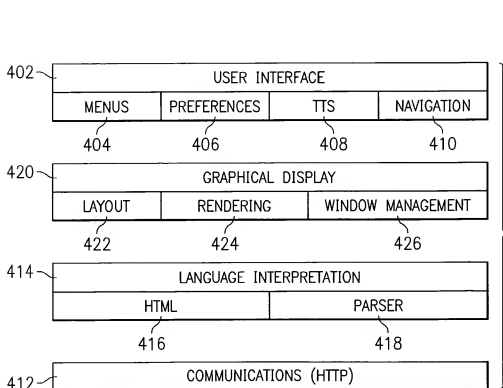 402 USER INTERFACE
MENUS PREFERENCES TTS NAVIGATION
404 406 408 410
420 GRAPHICAL DISPLAY
LAYOUT RENDERING WINDOW MANAGEMENT
422 424 426
414 LANGUAGE INTERPRETATION
HTML PARSER
416 418
412 COMMUNICATIONS (HTTP)